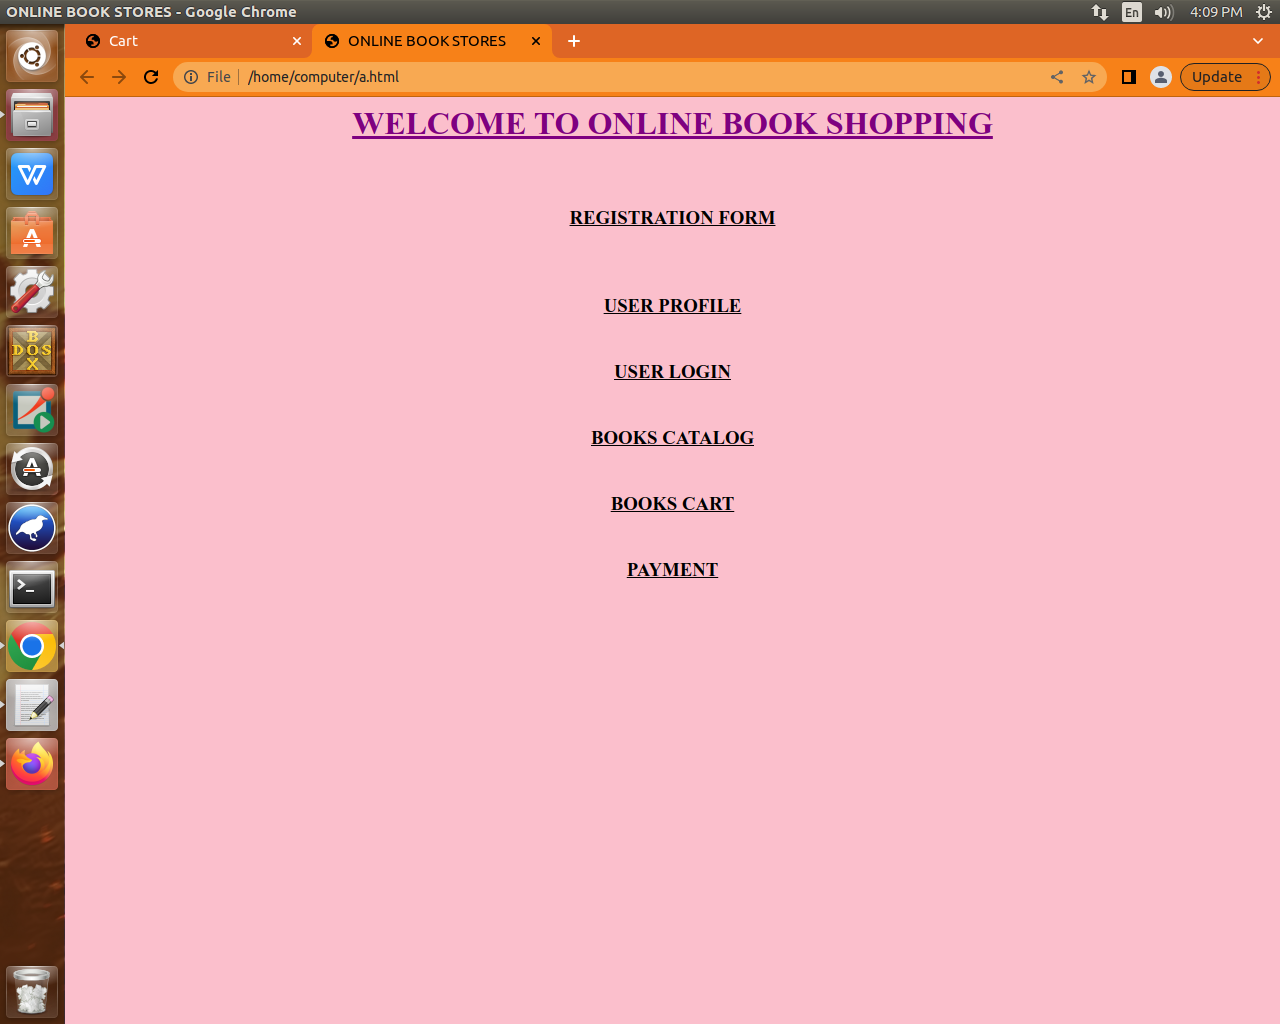 ONLINE BOOK STORES - Google Chrome
En
4:09 PM
Cart
ONLINE BOOK STORES
File
/home/computer/a.html
Update
WELCOME TO ONLINE BOOK SHOPPING
REGISTRATION FORM
USER PROFILE
USER LOGIN
BOOKS CATALOG
BOOKS CART
PAYMENT
B
DOS
X